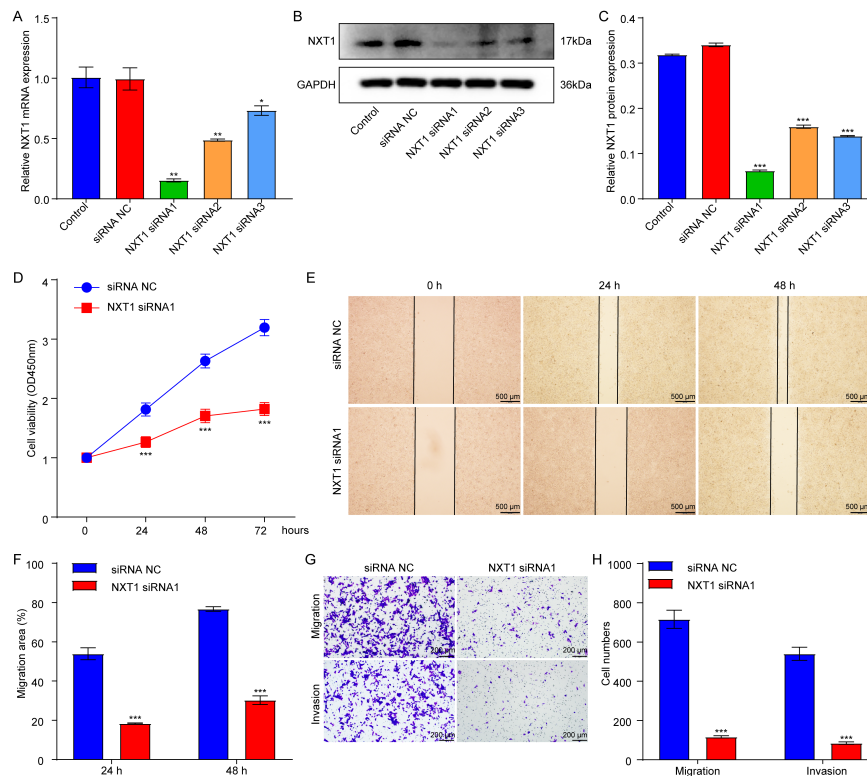 A
Relative NXT1 mRNA expression
1.5
1.0
0.5
0.0
**
**
*
Control
siRNA NC
NXT1 siRNA1
NXT1 siRNA2
NXT1 siRNA3
B
NXT1
17kDa
GAPDH
36kDa
Control
siRNA NC
NXT1 siRNA1
NXT1 siRNA2
NXT1 siRNA3
C
Relative NXT1 protein expression
0.4
0.3
0.2
0.1
0.0
***
***
***
Control
siRNA NC
NXT1 siRNA1
NXT1 siRNA2
NXT1 siRNA3
D
Cell viability (OD450nm)
4
3
2
1
0
siRNA NC
NXT1 siRNA1
***
***
***
0
24
48
72
hours
E
0 h
24 h
48 h
siRNA NC
500 μm
500 μm
500 μm
NXT1 siRNA1
500 μm
500 μm
500 μm
F
Migration area (%)
100
80
60
40
20
0
siRNA NC
NXT1 siRNA1
***
***
24 h
48 h
G
siRNA NC
NXT1 siRNA1
Migration
200 μm
200 μm
Invasion
200 μm
200 μm
H
Cell numbers
1000
800
600
400
200
0
siRNA NC
NXT1 siRNA1
***
***
Migration
Invasion